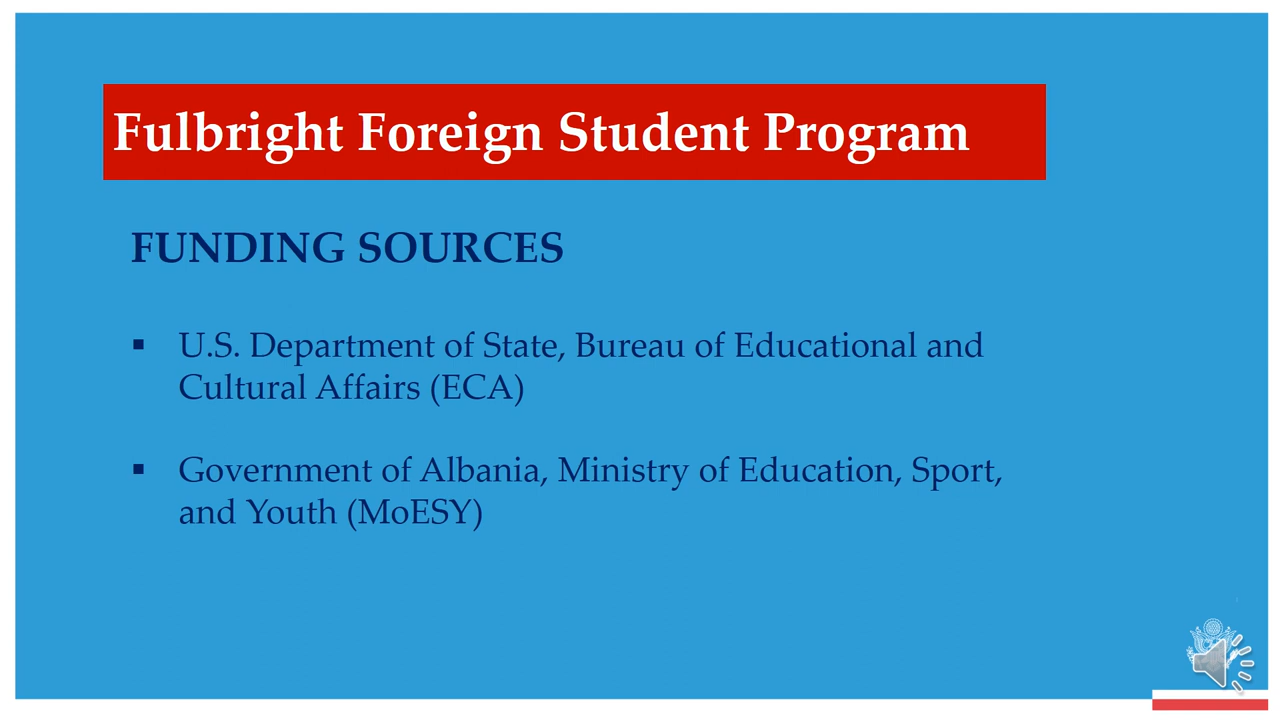 Fulbright Foreign Student Program
FUNDING SOURCES
▪ U.S. Department of State, Bureau of Educational and
Cultural Affairs (ECA)
▪ Government of Albania, Ministry of Education, Sport,
and Youth (MoESY)